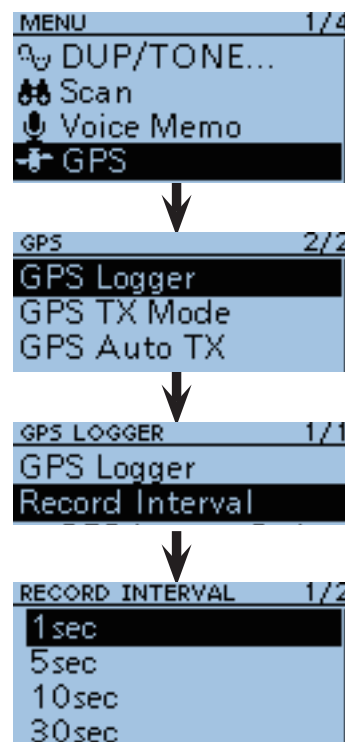 MENU 1/4
DUP/TONE...
Scan
Voice Memo
GPS
GPS 2/2
GPS Logger
GPS TX Mode
GPS Auto TX
GPS LOGGER 1/1
GPS Logger
Record Interval
RECORD INTERVAL 1/2
1sec
5sec
10sec
30sec